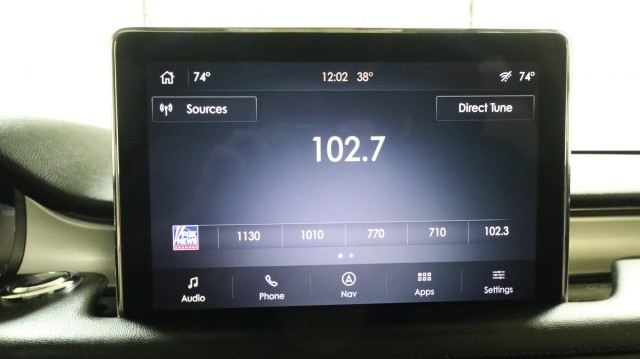 74° 12:02 38° 74°
Sources Direct Tune
102.7
FOX NEWS 1130 1010 770 710 102.3
Audio Phone Nav Apps Settings